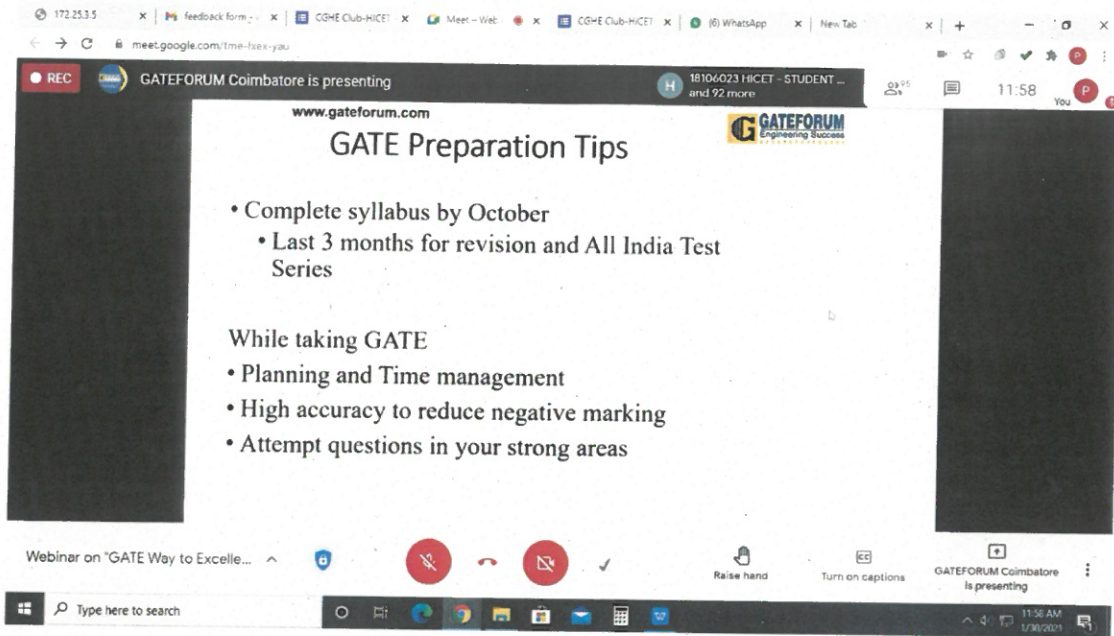 172.25.3.5
feedback form -
CGHE Club-HiCET
Meet – Web
CGHE Club-HiCET
(6) WhatsApp
New Tab
meet.google.com/tme-fxex-yau
REC
GATEFORUM Coimbatore is presenting
H
18106023 HICET - STUDENT ...
and 92 more
95
11:58
You
P
www.gateforum.com
GATEFORUM
Engineering Success
GATE Preparation Tips
• Complete syllabus by October
• Last 3 months for revision and All India Test
Series
While taking GATE
• Planning and Time management
• High accuracy to reduce negative marking
• Attempt questions in your strong areas
Webinar on "GATE Way to Excelle...
Raise hand
Turn on captions
GATEFORUM Coimbatore
is presenting
Type here to search
11:58 AM
1/30/2021